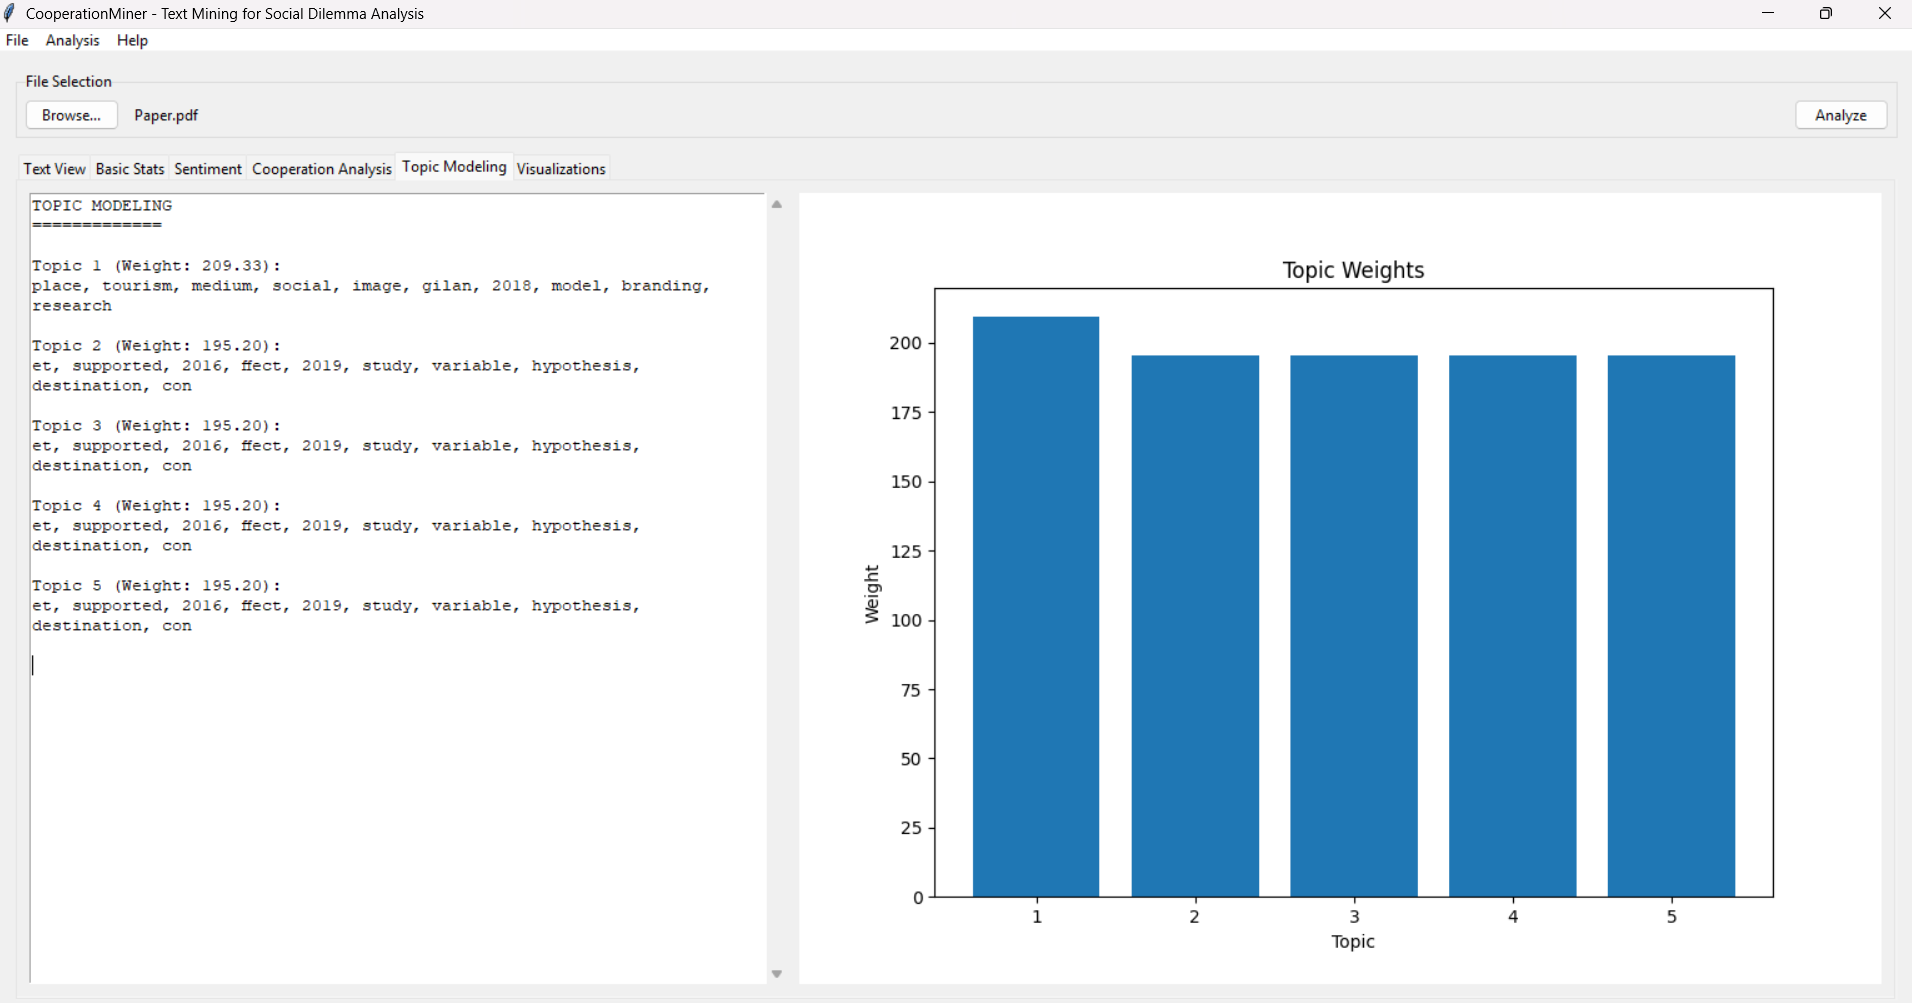 CooperationMiner - Text Mining for Social Dilemma Analysis
File Analysis Help
File Selection
Browse... Paper.pdf Analyze
Text View Basic Stats Sentiment Cooperation Analysis Topic Modeling Visualizations
TOPIC MODELING
=============
Topic 1 (Weight: 209.33):
place, tourism, medium, social, image, gilan, 2018, model, branding,
research
Topic 2 (Weight: 195.20):
et, supported, 2016, ffect, 2019, study, variable, hypothesis,
destination, con
Topic 3 (Weight: 195.20):
et, supported, 2016, ffect, 2019, study, variable, hypothesis,
destination, con
Topic 4 (Weight: 195.20):
et, supported, 2016, ffect, 2019, study, variable, hypothesis,
destination, con
Topic 5 (Weight: 195.20):
et, supported, 2016, ffect, 2019, study, variable, hypothesis,
destination, con
Topic Weights
Weight
200
175
150
125
100
75
50
25
0
1 2 3 4 5
Topic